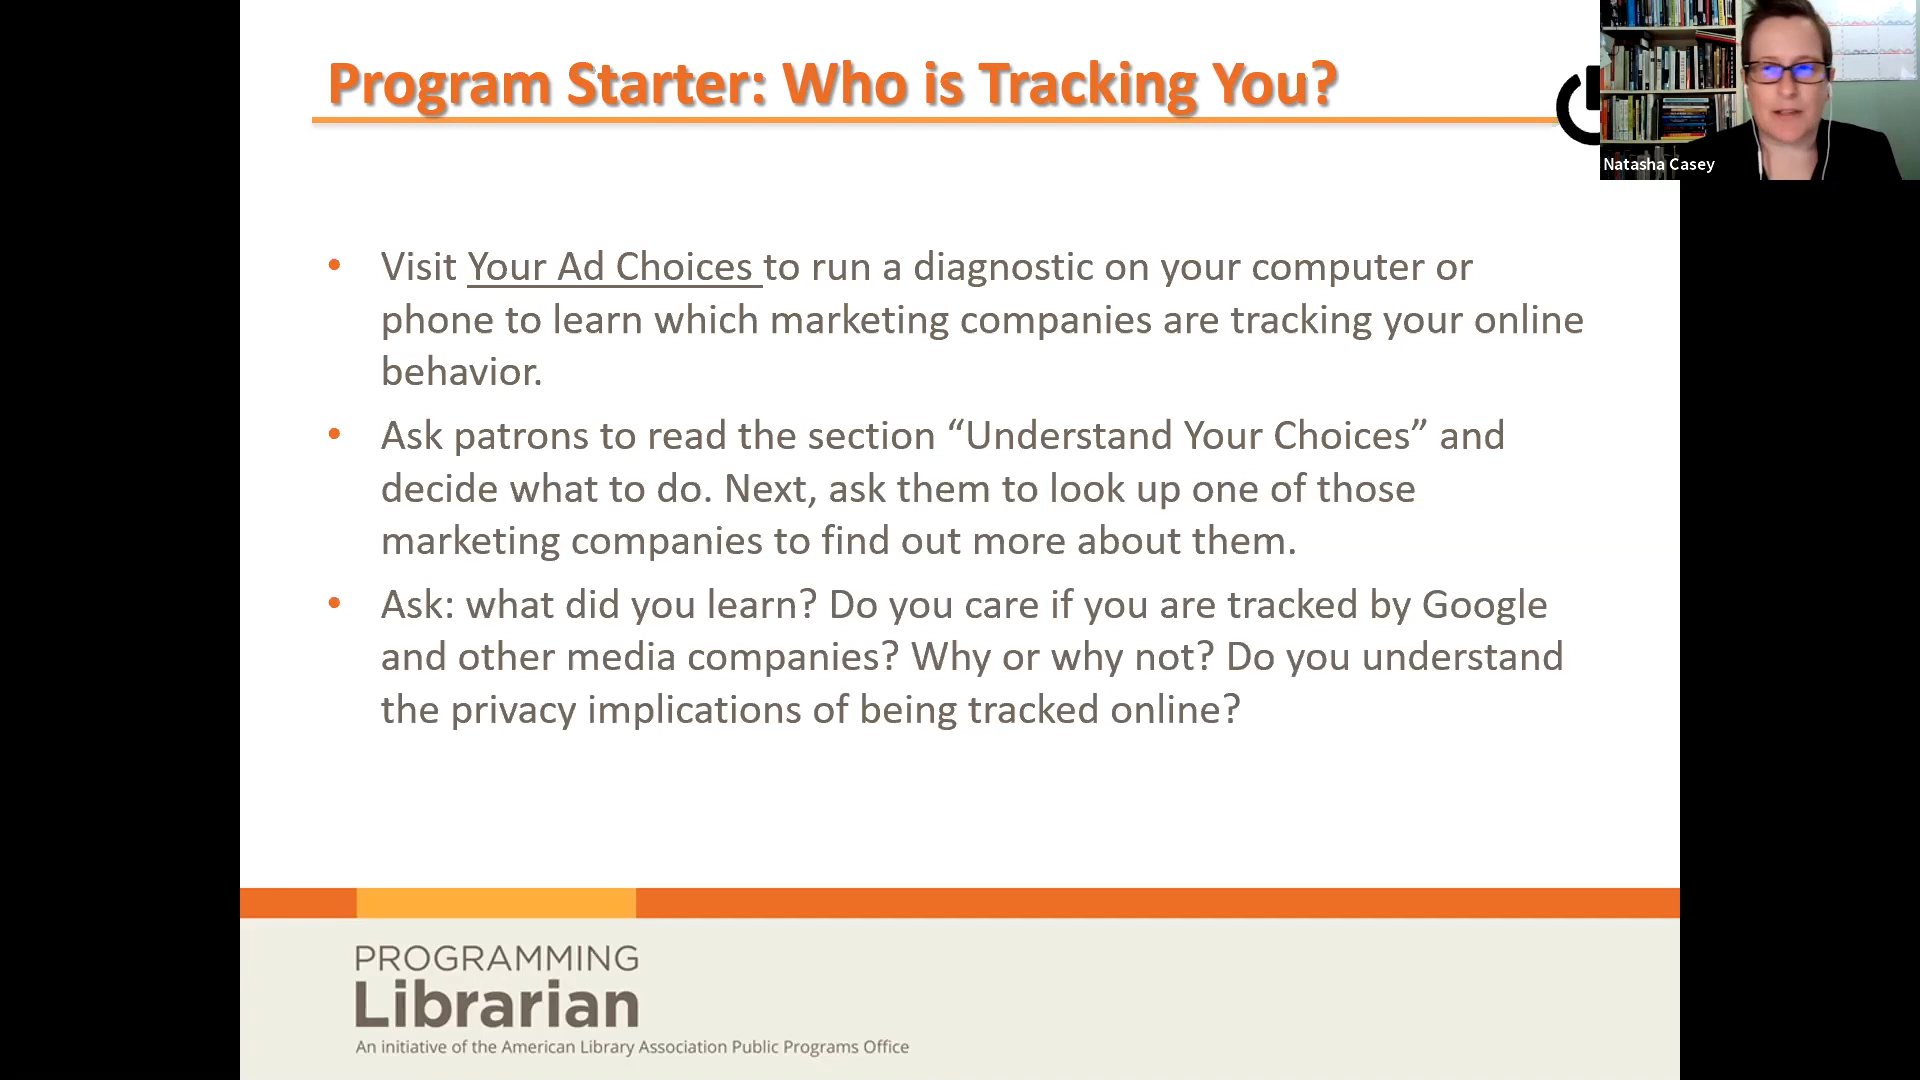 Program Starter: Who is Tracking You?
Natasha Casey
• Visit Your Ad Choices to run a diagnostic on your computer or
phone to learn which marketing companies are tracking your online
behavior.
• Ask patrons to read the section “Understand Your Choices” and
decide what to do. Next, ask them to look up one of those
marketing companies to find out more about them.
• Ask: what did you learn? Do you care if you are tracked by Google
and other media companies? Why or why not? Do you understand
the privacy implications of being tracked online?
PROGRAMMING
Librarian
An initiative of the American Library Association Public Programs Office